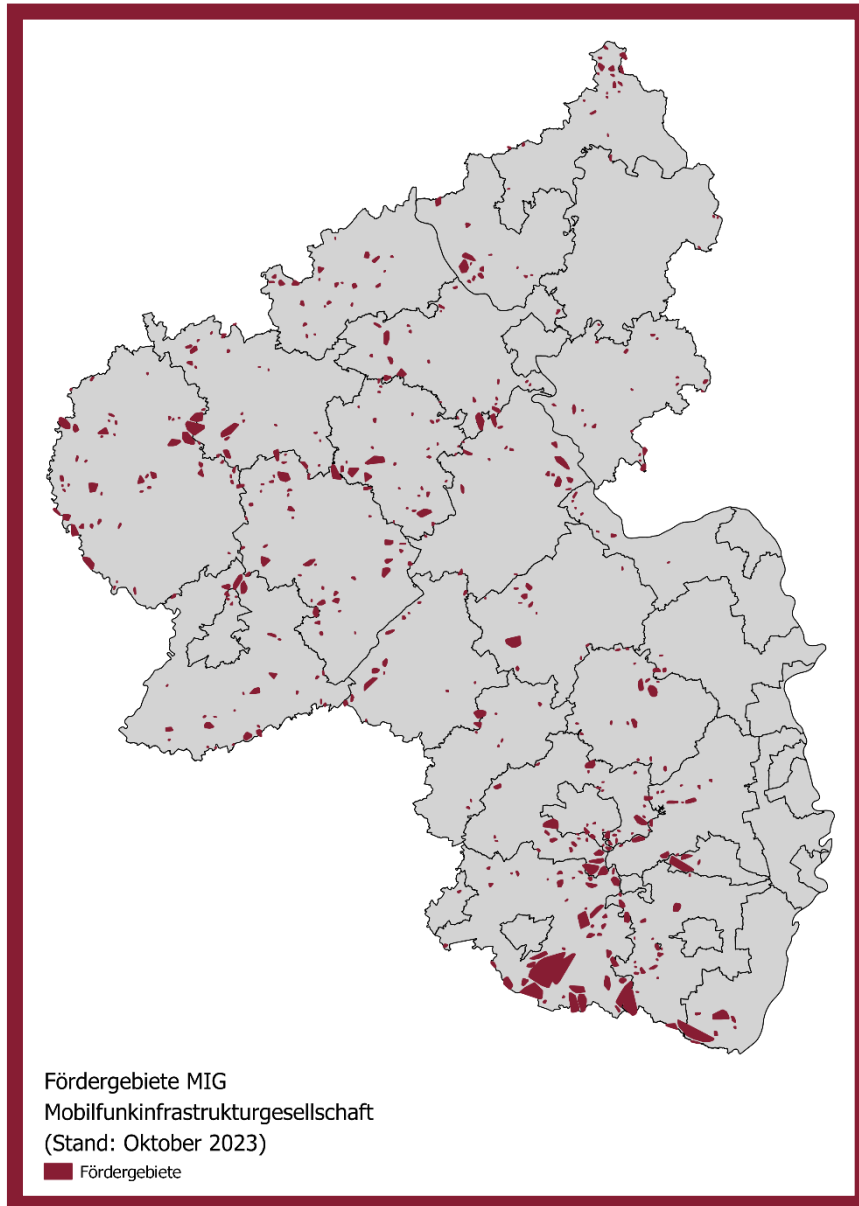 Fördergebiete MIG
Mobilfunkinfrastrukturgesellschaft
(Stand: Oktober 2023)
Fördergebiete